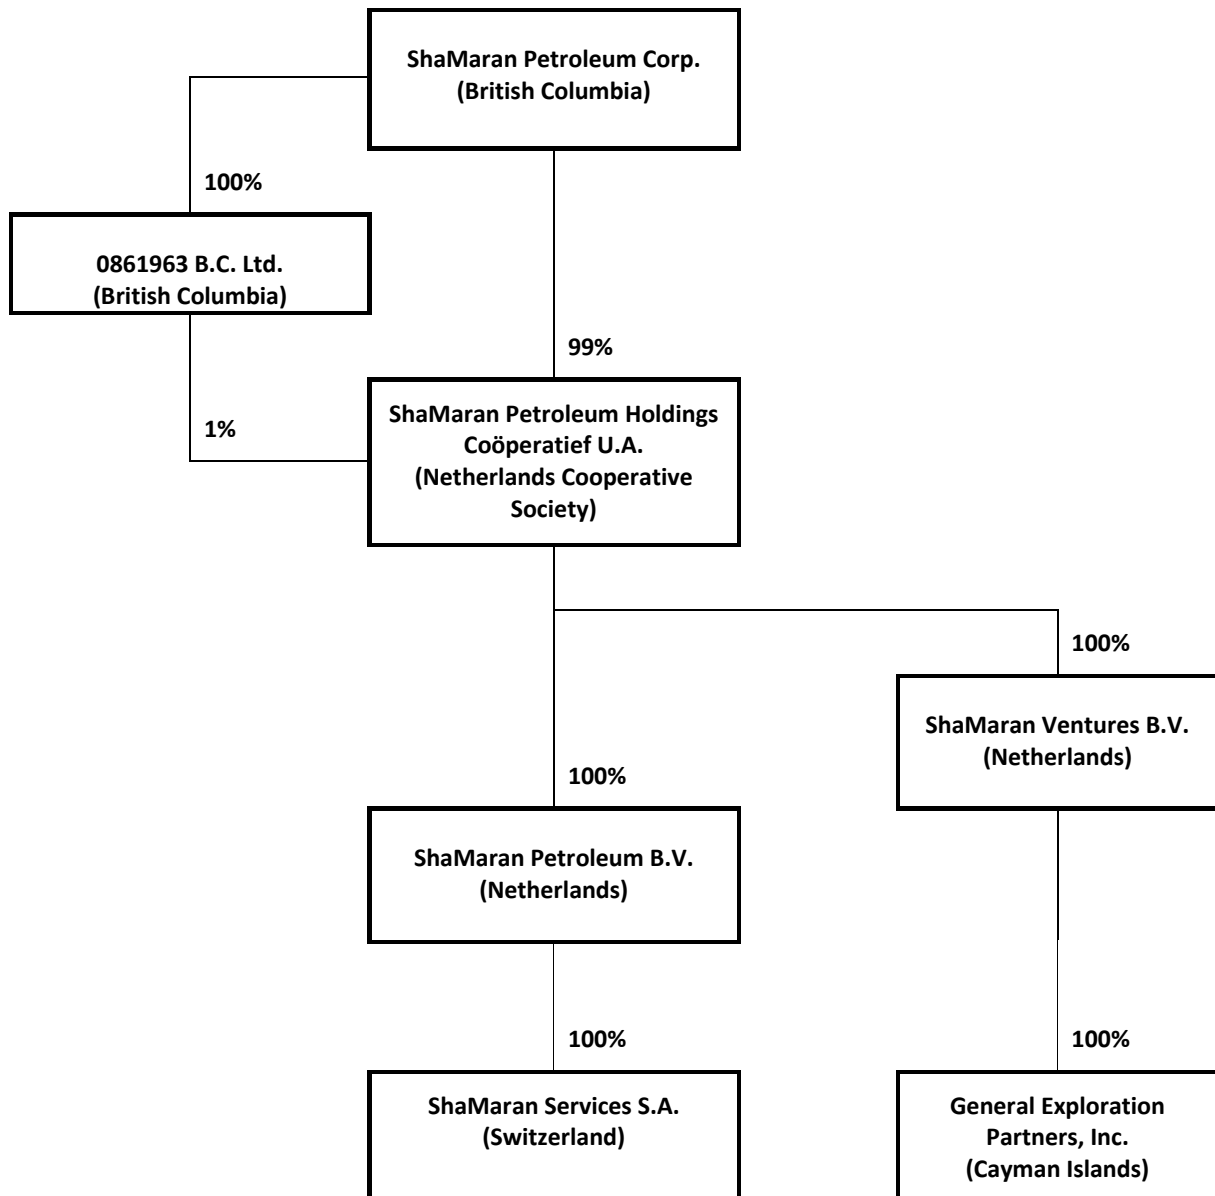 ShaMaran Petroleum Corp.
(British Columbia)
100%
0861963 B.C. Ltd.
(British Columbia)
99%
1%
ShaMaran Petroleum Holdings
Coöperatief U.A.
(Netherlands Cooperative
Society)
100%
ShaMaran Ventures B.V.
(Netherlands)
100%
ShaMaran Petroleum B.V.
(Netherlands)
100%
100%
ShaMaran Services S.A.
(Switzerland)
General Exploration
Partners, Inc.
(Cayman Islands)